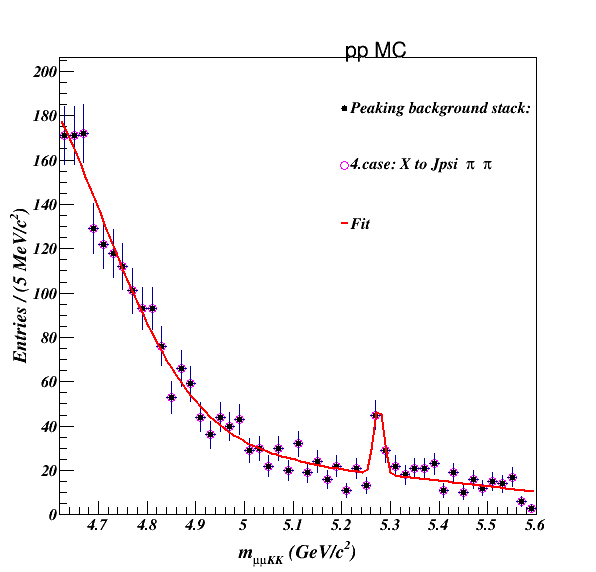 pp MC
Peaking background stack:
4.case: X to Jpsi π π
Fit
Entries / (5 MeV/c²)
200
180
160
140
120
100
80
60
40
20
0
4.7 4.8 4.9 5 5.1 5.2 5.3 5.4 5.5 5.6
m_μμKK (GeV/c²)